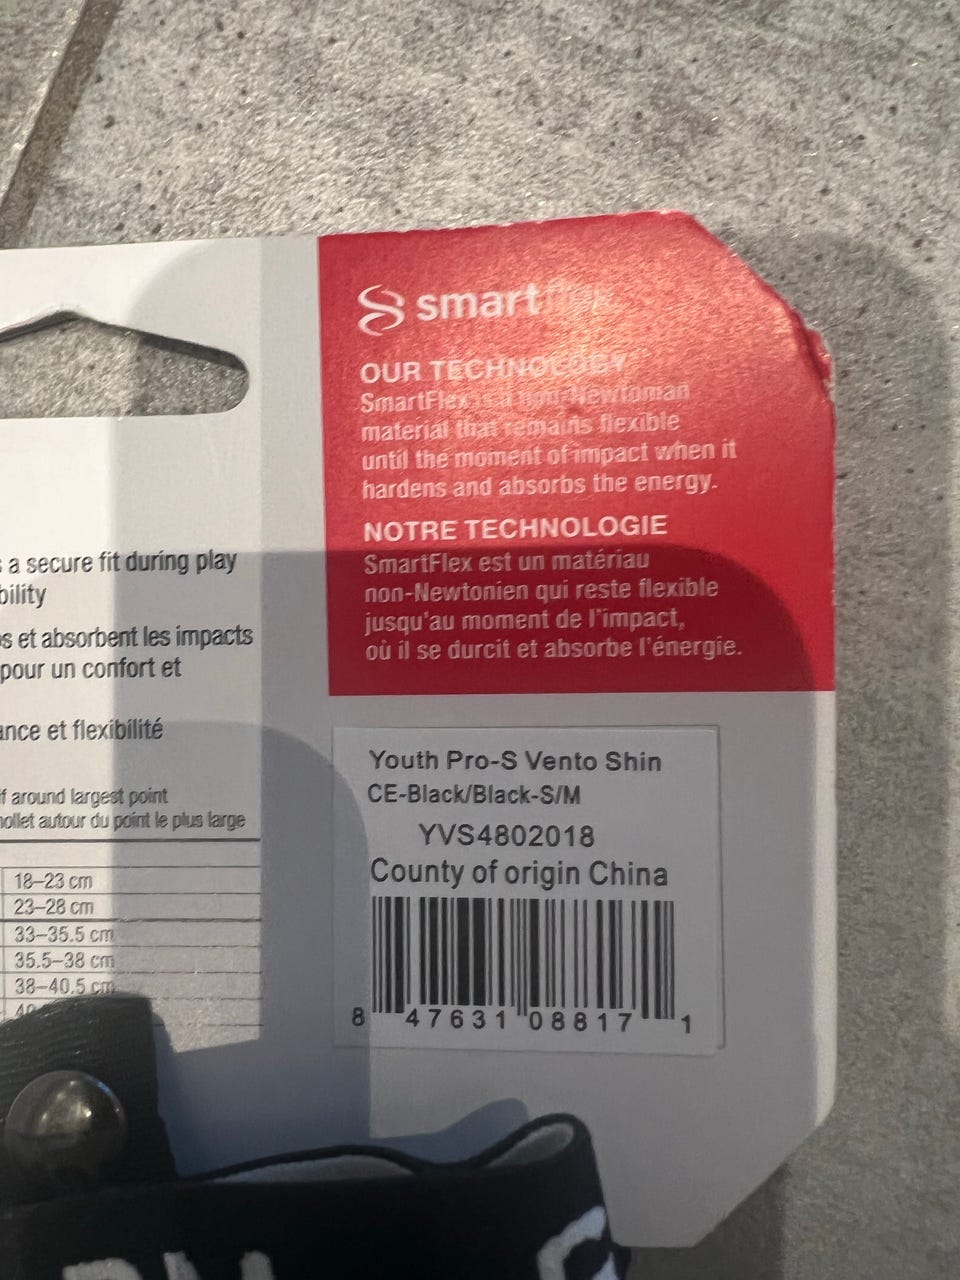 smartflex
OUR TECHNOLOGY
SmartFlex is a non-Newtonian
material that remains flexible
until the moment of impact when it
hardens and absorbs the energy.
NOTRE TECHNOLOGIE
SmartFlex est un matériau
non-Newtonien qui reste flexible
jusqu'au moment de l'impact,
où il se durcit et absorbe l'énergie.
a secure fit during play
et absorbent les impacts
pour un confort et
et flexibilité
around largest point
autour du point le plus large
18–23 cm
23–28 cm
33–35.5 cm
35.5–38 cm
38–40.5 cm
Youth Pro-S Vento Shin
CE-Black/Black-S/M
YVS4802018
County of origin China
8 47631 08817 1